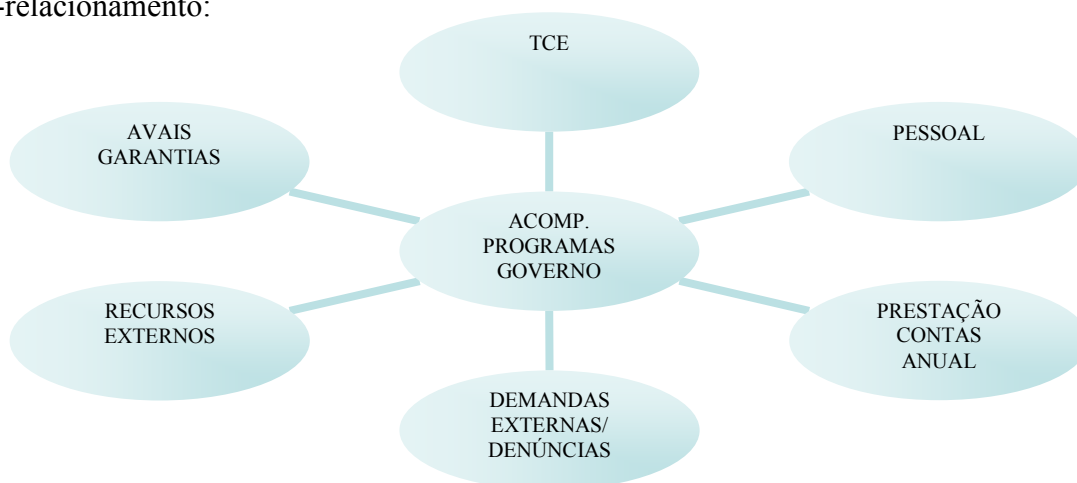 -relacionamento:
TCE
AVAIS
GARANTIAS
PESSOAL
ACOMP.
PROGRAMAS
GOVERNO
RECURSOS
EXTERNOS
PRESTAÇÃO
CONTAS
ANUAL
DEMANDAS
EXTERNAS/
DENÚNCIAS